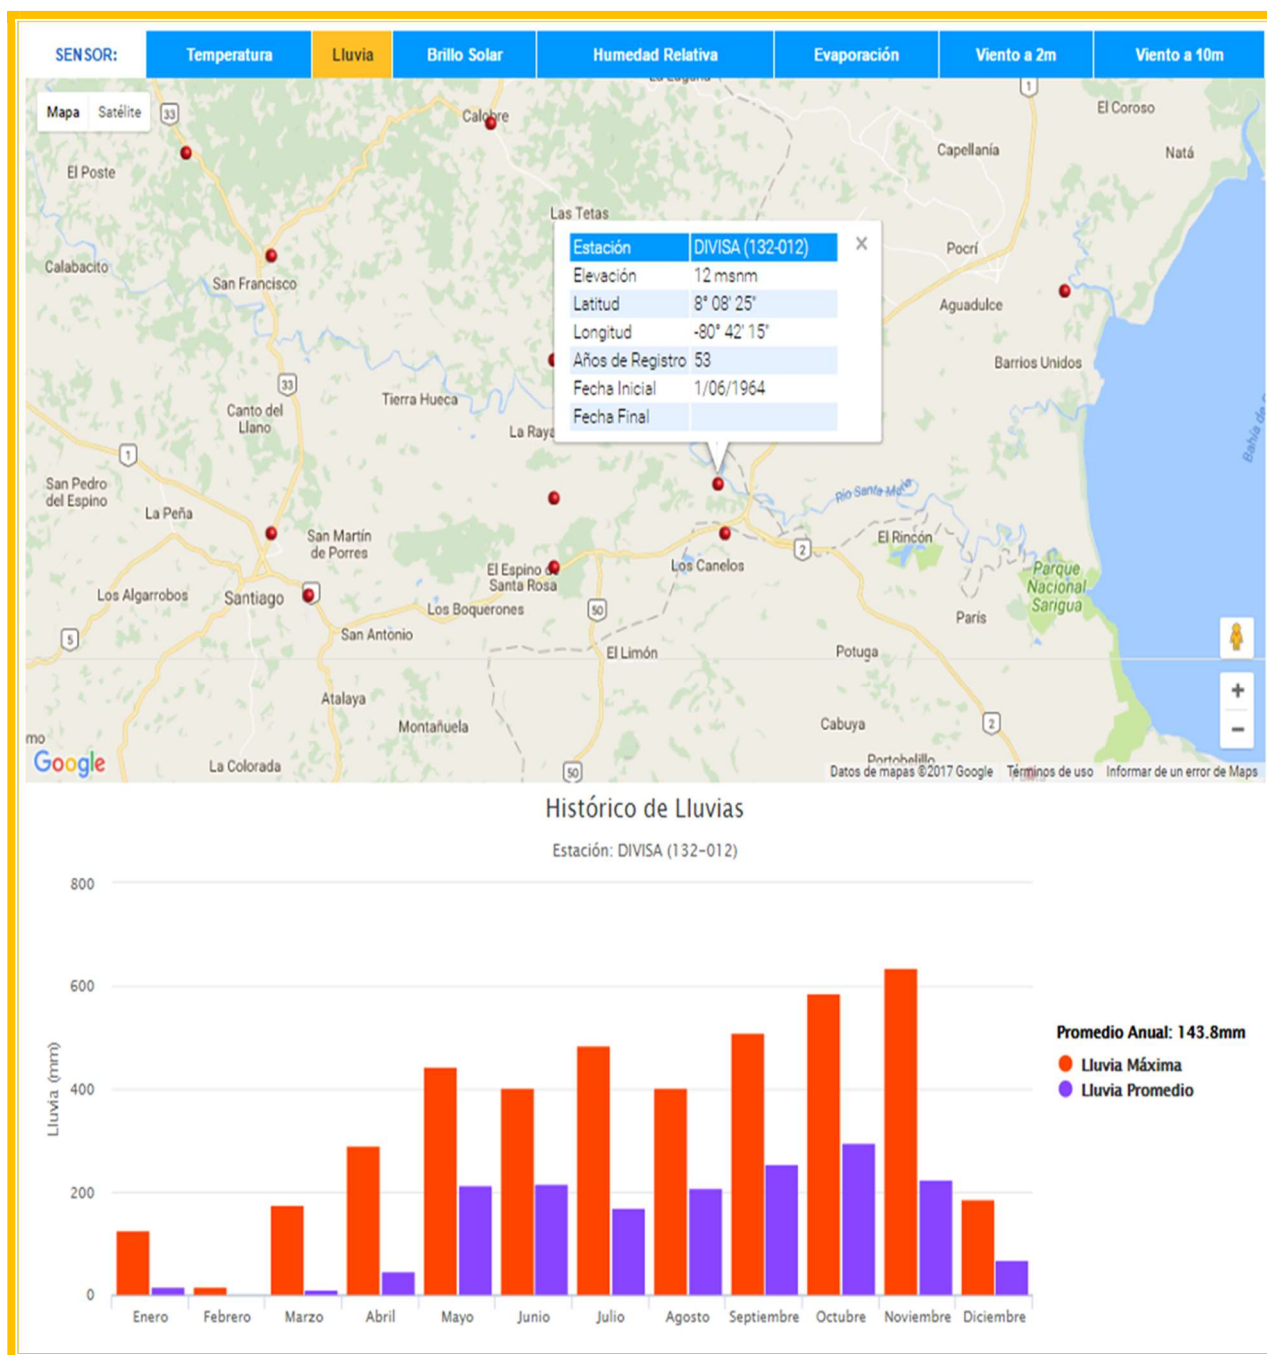 SENSOR: Temperatura Lluvia Brillo Solar Humedad Relativa Evaporación Viento a 2m Viento a 10m
Mapa Satélite
33
1
El Coroso
Calobre
Capellanía
Natá
El Poste
Las Tetas
Estación DIVISA (132-012)
Elevación 12 msnm
Latitud 8° 08' 25"
Longitud -80° 42' 15"
Años de Registro 53
Fecha Inicial 1/06/1964
Fecha Final
Pocrí
Calabacito
San Francisco
Aguadulce
Barrios Unidos
33
Tierra Hueca
Canto del
Llano
La Raya
1
San Pedro
del Espino
La Peña
Río Santa María
San Martín
de Porres
El Rincón
2
Los Canelos
El Espino de
Santa Rosa
Parque
Nacional
Sarigua
Los Algarrobos
Santiago
Los Boquerones
50
París
5
San Antonio
El Limón
Potuga
Atalaya
Montañuela
Cabuya
2
mo
Google
La Colorada
50
Portobelillo
Datos de mapas ©2017 Google Términos de uso Informar de un error de Maps
Histórico de Lluvias
Estación: DIVISA (132-012)
800
600
400
200
0
Lluvia (mm)
Promedio Anual: 143.8mm
Lluvia Máxima
Lluvia Promedio
Enero Febrero Marzo Abril Mayo Junio Julio Agosto Septiembre Octubre Noviembre Diciembre